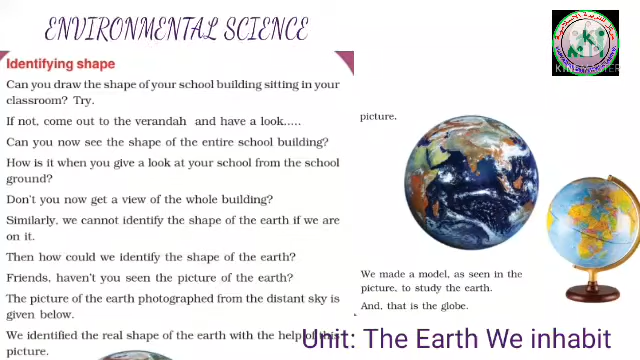 ENVIRONMENTAL SCIENCE
Identifying shape
Can you draw the shape of your school building sitting in your
classroom? Try.
If not, come out to the verandah and have a look.....
Can you now see the shape of the entire school building?
How is it when you give a look at your school from the school
ground?
Don't you now get a view of the whole building?
Similarly, we cannot identify the shape of the earth if we are
on it.
Then how could we identify the shape of the earth?
Friends, haven't you seen the picture of the earth?
The picture of the earth photographed from the distant sky is
given below.
We identified the real shape of the earth with the help of this
picture.
picture.
We made a model, as seen in the
picture, to study the earth.
And, that is the globe.
Unit: The Earth We inhabit